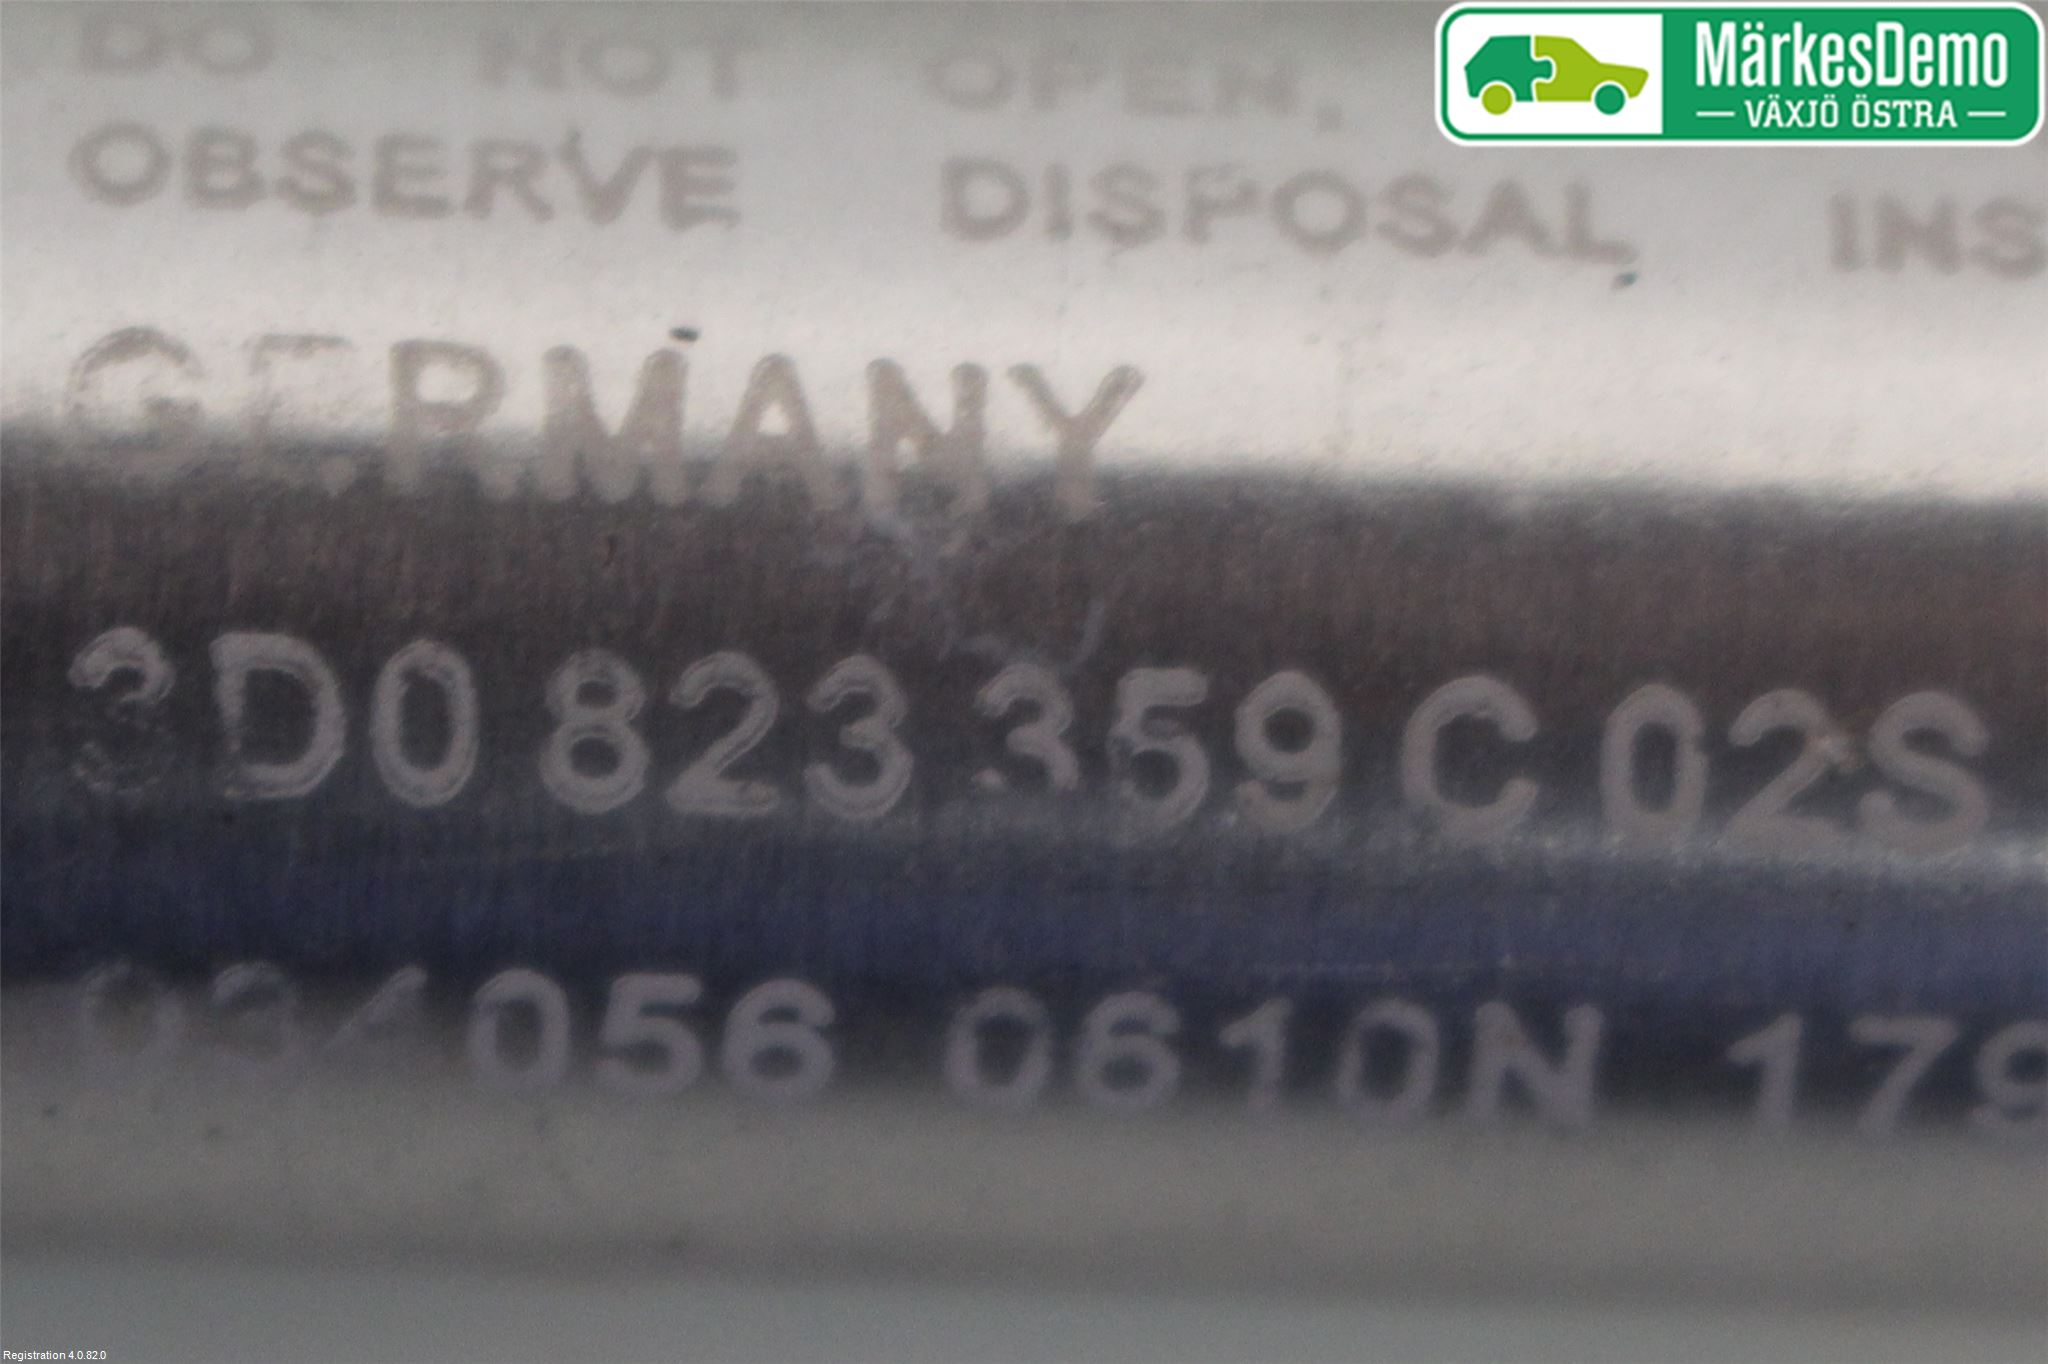 MärkesDemo
VÄXJÖ ÖSTRA
DO NOT OPEN,
OBSERVE DISPOSAL INS
GERMANY
3D0 823 359 C 02S
056 0610N 179
Registration 4.0.82.0